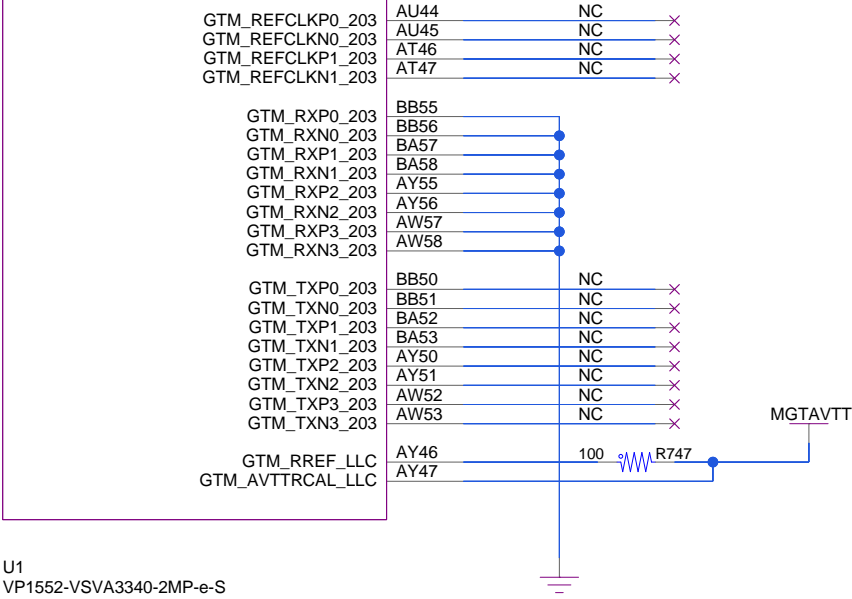 GTM_REFCLKP0_203 AU44 NC
GTM_REFCLKN0_203 AU45 NC
GTM_REFCLKP1_203 AT46 NC
GTM_REFCLKN1_203 AT47 NC
GTM_RXP0_203 BB55
GTM_RXN0_203 BB56
GTM_RXP1_203 BA57
GTM_RXN1_203 BA58
GTM_RXP2_203 AY55
GTM_RXN2_203 AY56
GTM_RXP3_203 AW57
GTM_RXN3_203 AW58
GTM_TXP0_203 BB50 NC
GTM_TXN0_203 BB51 NC
GTM_TXP1_203 BA52 NC
GTM_TXN1_203 BA53 NC
GTM_TXP2_203 AY50 NC
GTM_TXN2_203 AY51 NC
GTM_TXP3_203 AW52 NC
GTM_TXN3_203 AW53 NC
MGTAVTT
GTM_RREF_LLC AY46 100 R747
GTM_AVTTRCAL_LLC AY47
U1
VP1552-VSVA3340-2MP-e-S